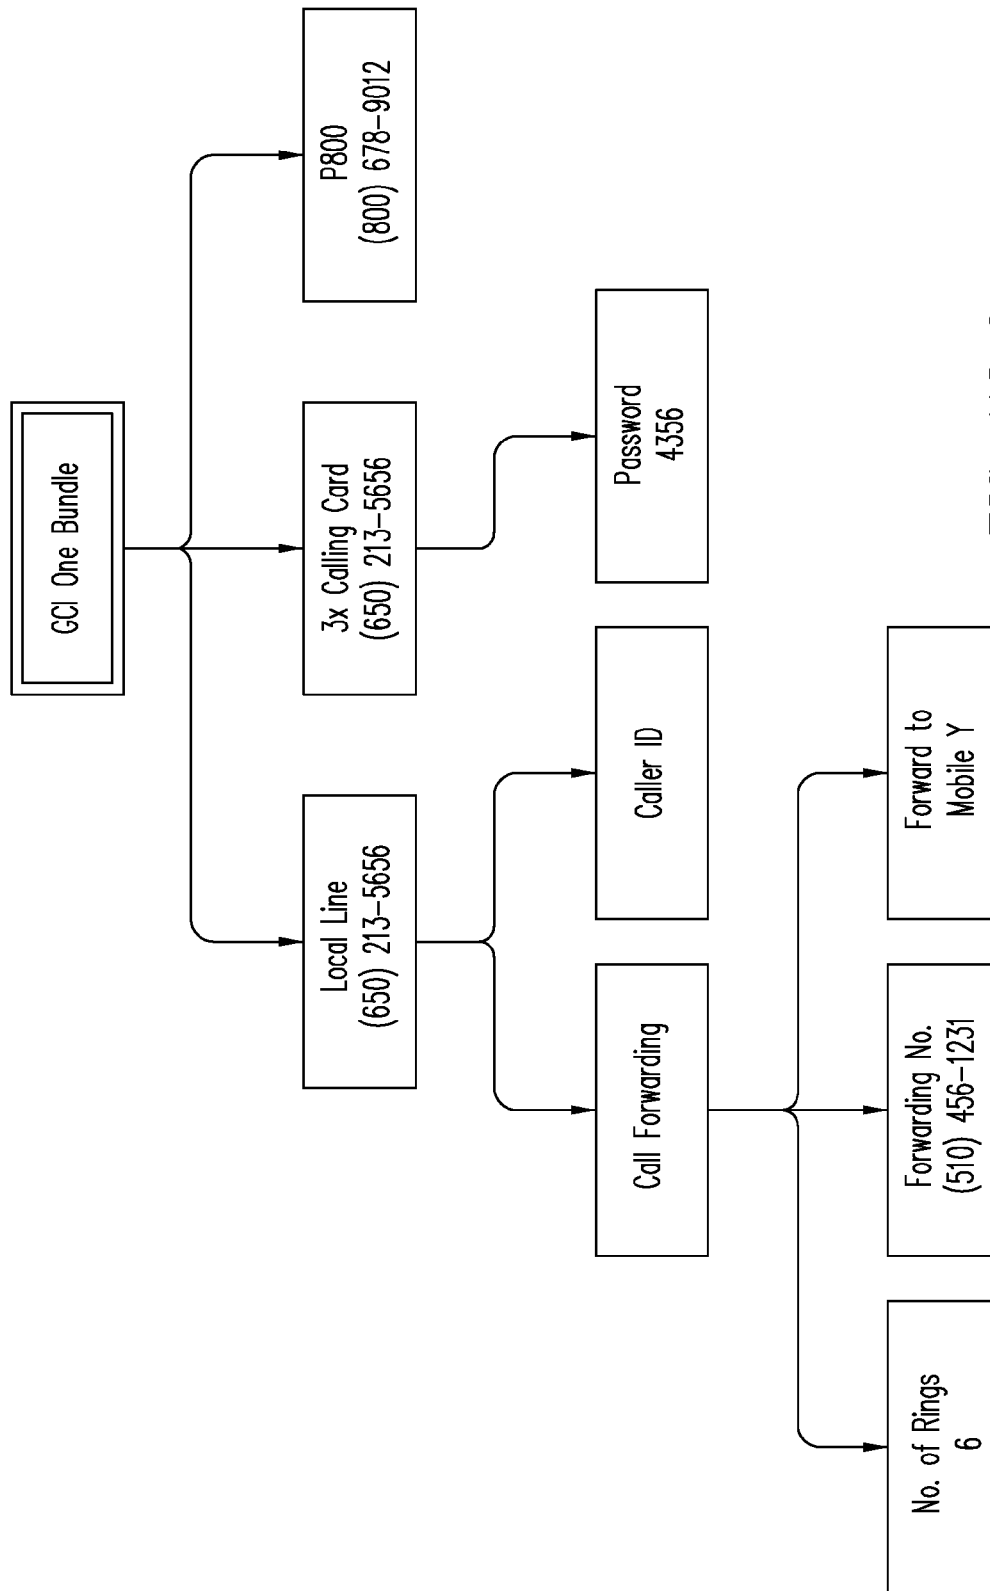 GCI One Bundle
Local Line
(650) 213-5656
3x Calling Card
(650) 213-5656
P800
(800) 678-9012
Call Forwarding
Caller ID
Password
4356
No. of Rings
6
Forwarding No.
(510) 456-1231
Forward to
Mobile Y